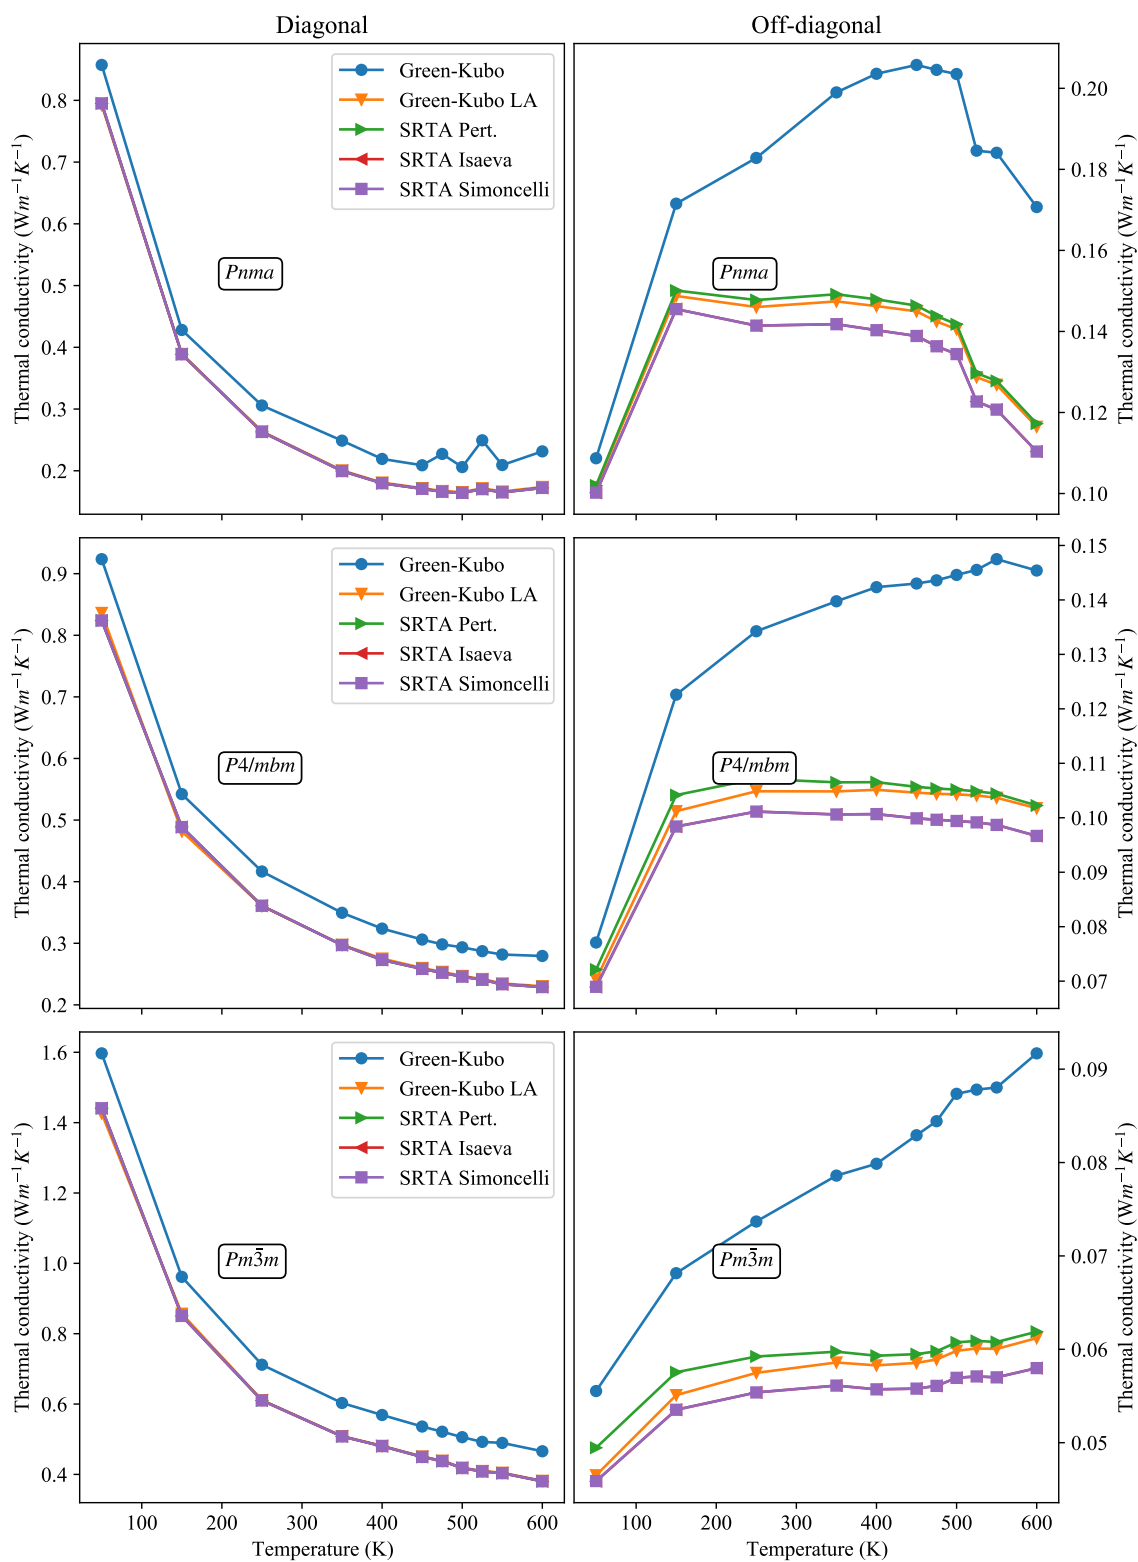 Diagonal
Off-diagonal
Thermal conductivity (Wm⁻¹K⁻¹)
0.8
0.7
0.6
0.5
0.4
0.3
0.2
Green-Kubo
Green-Kubo LA
SRTA Pert.
SRTA Isaeva
SRTA Simoncelli
Pnma
Pnma
0.20
0.18
0.16
0.14
0.12
0.10
Thermal conductivity (Wm⁻¹K⁻¹)
Thermal conductivity (Wm⁻¹K⁻¹)
0.9
0.8
0.7
0.6
0.5
0.4
0.3
0.2
Green-Kubo
Green-Kubo LA
SRTA Pert.
SRTA Isaeva
SRTA Simoncelli
P4/mbm
P4/mbm
0.15
0.14
0.13
0.12
0.11
0.10
0.09
0.08
0.07
Thermal conductivity (Wm⁻¹K⁻¹)
Thermal conductivity (Wm⁻¹K⁻¹)
1.6
1.4
1.2
1.0
0.8
0.6
0.4
Green-Kubo
Green-Kubo LA
SRTA Pert.
SRTA Isaeva
SRTA Simoncelli
Pm3̄m
Pm3̄m
0.09
0.08
0.07
0.06
0.05
Thermal conductivity (Wm⁻¹K⁻¹)
100 200 300 400 500 600
100 200 300 400 500 600
Temperature (K)
Temperature (K)